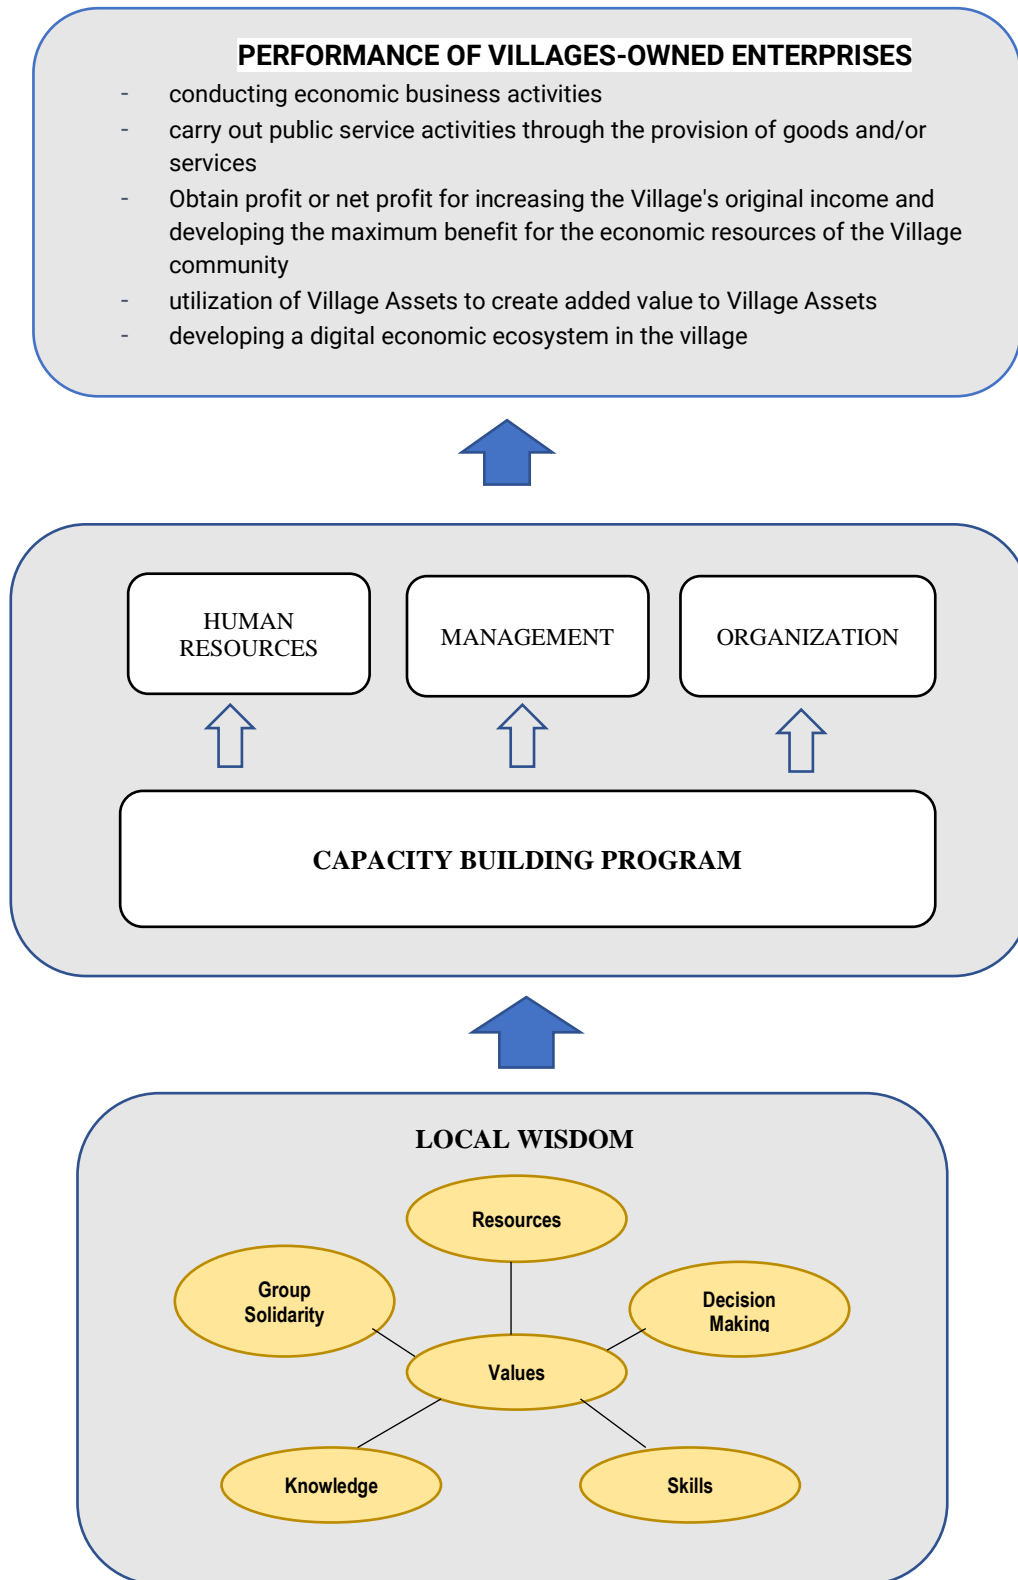 PERFORMANCE OF VILLAGES-OWNED ENTERPRISES
- conducting economic business activities
- carry out public service activities through the provision of goods and/or
services
- Obtain profit or net profit for increasing the Village's original income and
developing the maximum benefit for the economic resources of the Village
community
- utilization of Village Assets to create added value to Village Assets
- developing a digital economic ecosystem in the village
HUMAN
RESOURCES
MANAGEMENT
ORGANIZATION
CAPACITY BUILDING PROGRAM
LOCAL WISDOM
Resources
Group
Solidarity
Decision
Making
Values
Knowledge
Skills